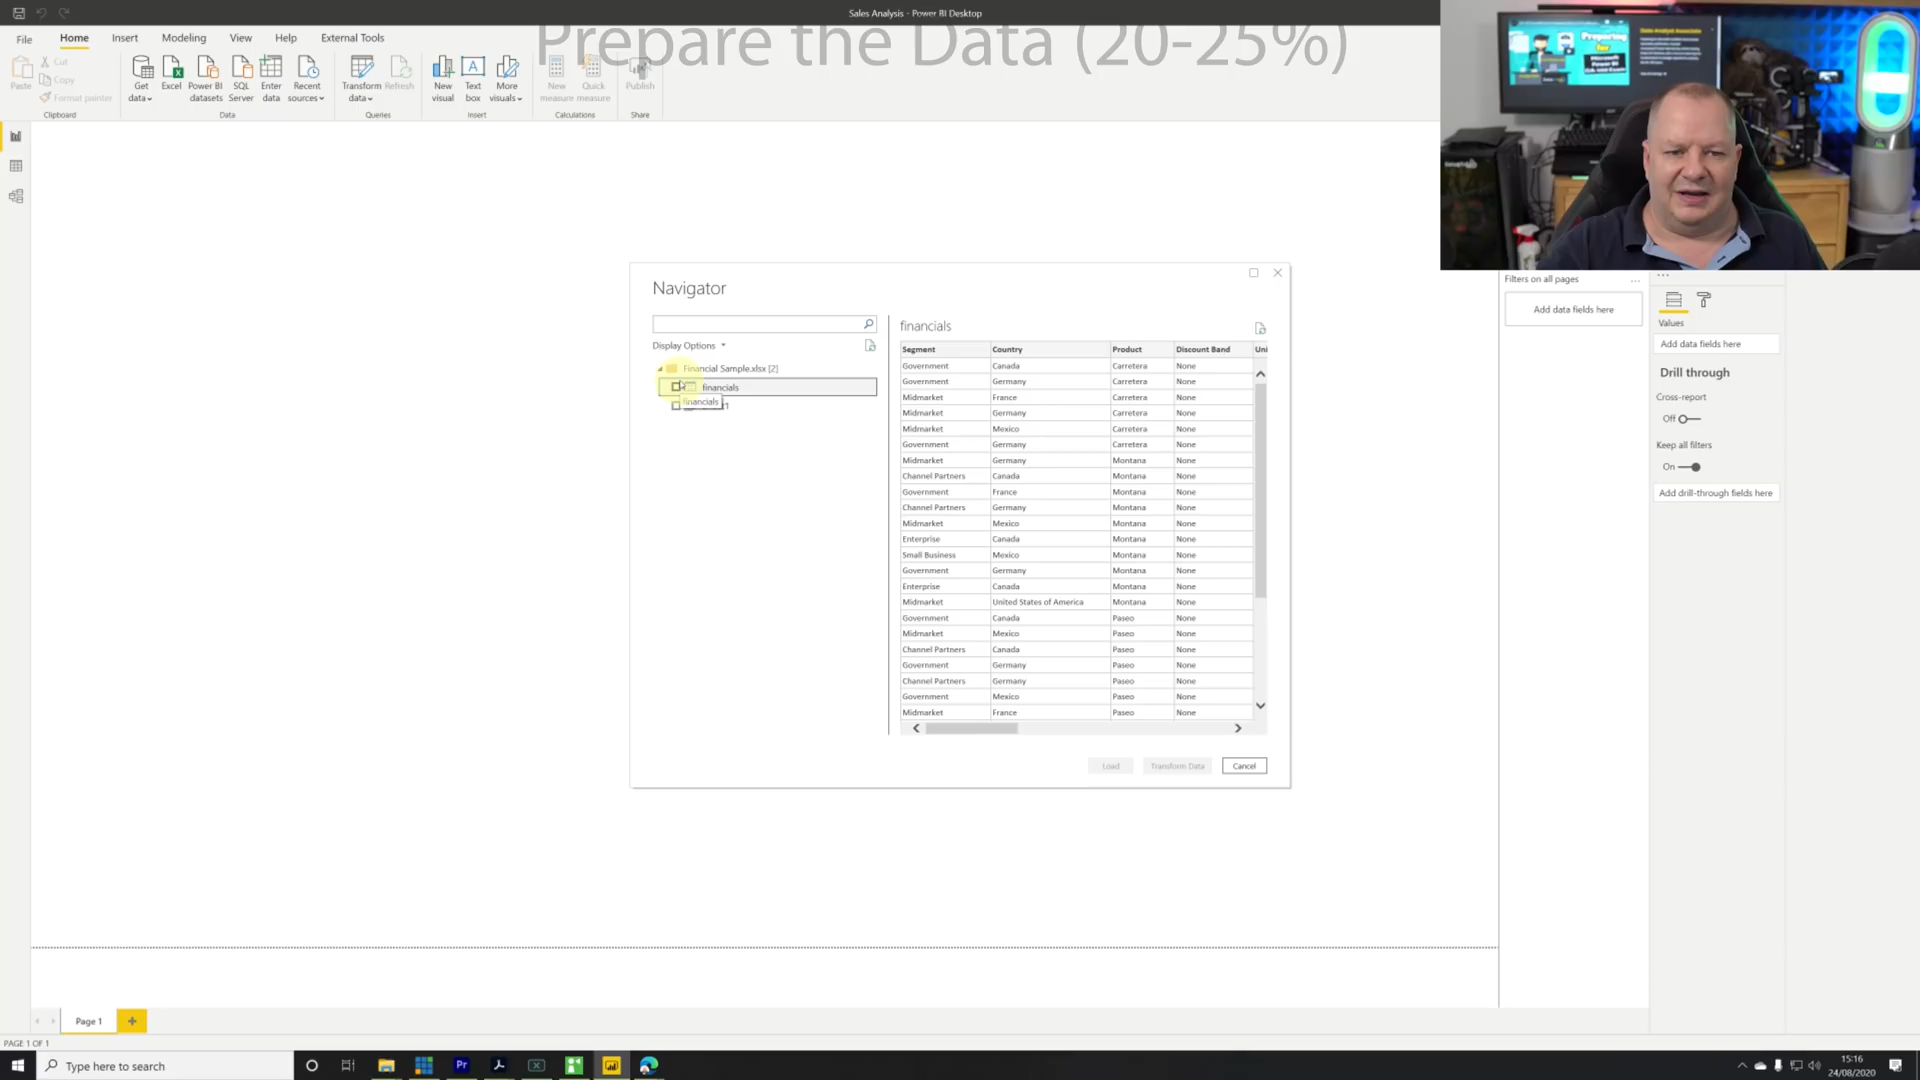 Sales Analysis - Power BI Desktop
File
Home
Insert
Modeling
View
Help
External Tools
Prepare the Data (20-25%)
Paste
Cut
Copy
Format painter
Clipboard
Get data
Excel
Power BI datasets
SQL Server
Enter data
Recent sources
Data
Transform data
Refresh
Queries
New visual
Text box
More visuals
Insert
New measure
Quick measure
Calculations
Publish
Share
Preparing
for
Navigator
Display Options
Financial Sample.xlsx [2]
financials
financials
financials
Segment Country Product Discount Band Uni
Government Canada Carretera None
Government Germany Carretera None
Midmarket France Carretera None
Midmarket Germany Carretera None
Midmarket Mexico Carretera None
Government Germany Carretera None
Midmarket Germany Montana None
Channel Partners Canada Montana None
Government France Montana None
Channel Partners Germany Montana None
Midmarket Mexico Montana None
Enterprise Canada Montana None
Small Business Mexico Montana None
Government Germany Montana None
Enterprise Canada Montana None
Midmarket United States of America Montana None
Government Canada Paseo None
Midmarket Mexico Paseo None
Channel Partners Canada Paseo None
Government Germany Paseo None
Channel Partners Germany Paseo None
Government Mexico Paseo None
Midmarket France Paseo None
Load
Transform Data
Cancel
Filters on all pages
Add data fields here
Values
Add data fields here
Drill through
Cross-report
Off
Keep all filters
On
Add drill-through fields here
Page 1
PAGE 1 OF 1
Type here to search
Pr
15:16
24/08/2020